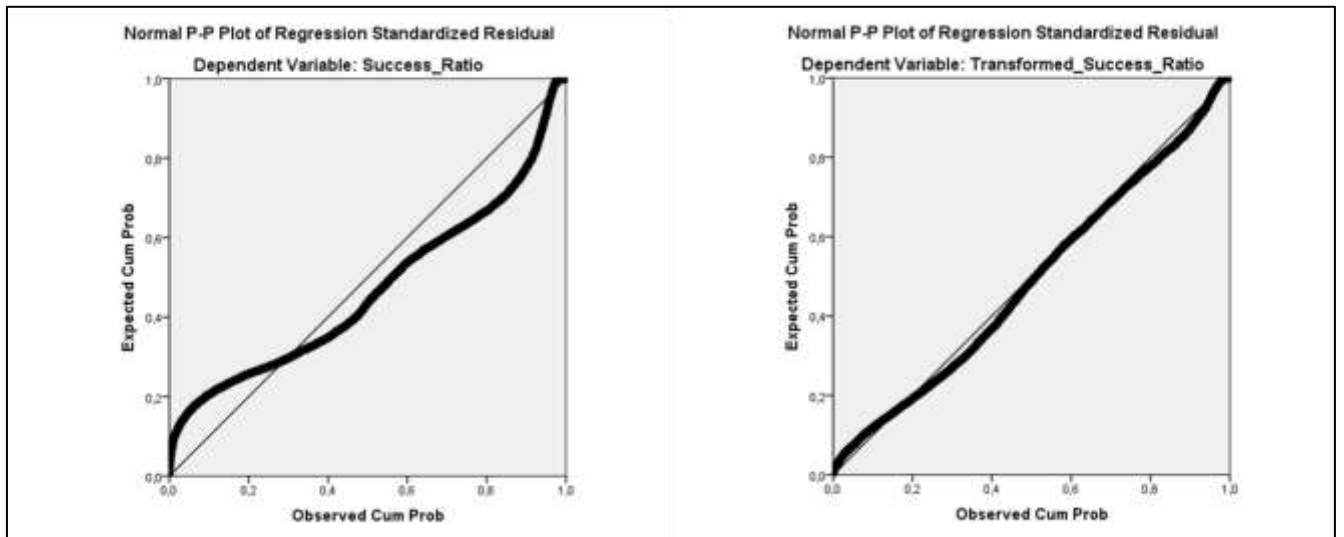 Normal P-P Plot of Regression Standardized Residual
Dependent Variable: Success_Ratio
1,0
0,8
0,6
0,4
0,2
0,0
Expected Cum Prob
0,0 0,2 0,4 0,6 0,8 1,0
Observed Cum Prob
Normal P-P Plot of Regression Standardized Residual
Dependent Variable: Transformed_Success_Ratio
1,0
0,8
0,6
0,4
0,2
0,0
Expected Cum Prob
0,0 0,2 0,4 0,6 0,8 1,0
Observed Cum Prob